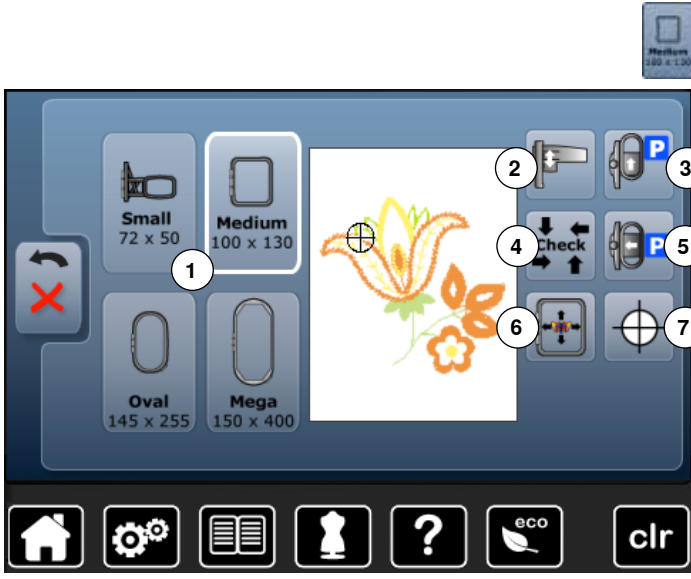 Medium
100 x 130
Small
72 x 50
Medium
100 x 130
1
Oval
145 x 255
Mega
150 x 400
2
P
3
4
Check
P
5
6
7
?
eco
clr